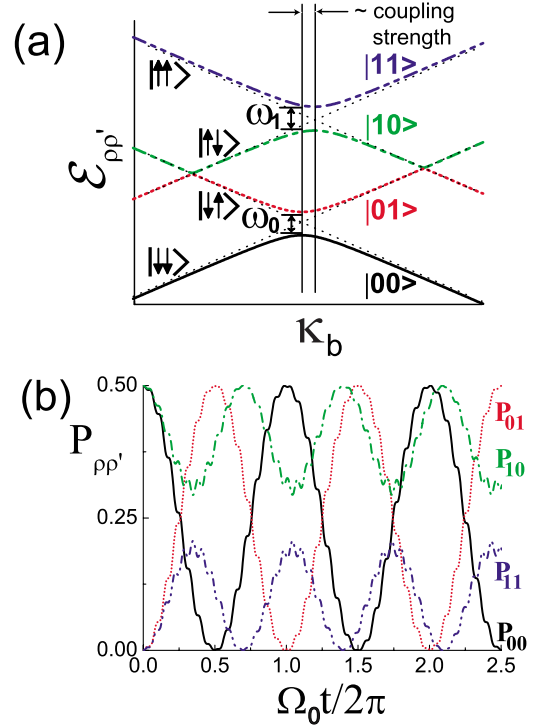 (a)
~ coupling
strength
|↑↑⟩
|11>
ω₁
|↑↓⟩
|10>
ℰρρ'
|↓↑⟩
|01>
ω₀
|↓↓⟩
|00>
κb
(b)
0.50
P₀₁
Pρρ'
P₁₀
0.25
P₁₁
P₀₀
0.00
0.0 0.5 1.0 1.5 2.0 2.5
Ω₀t/2π